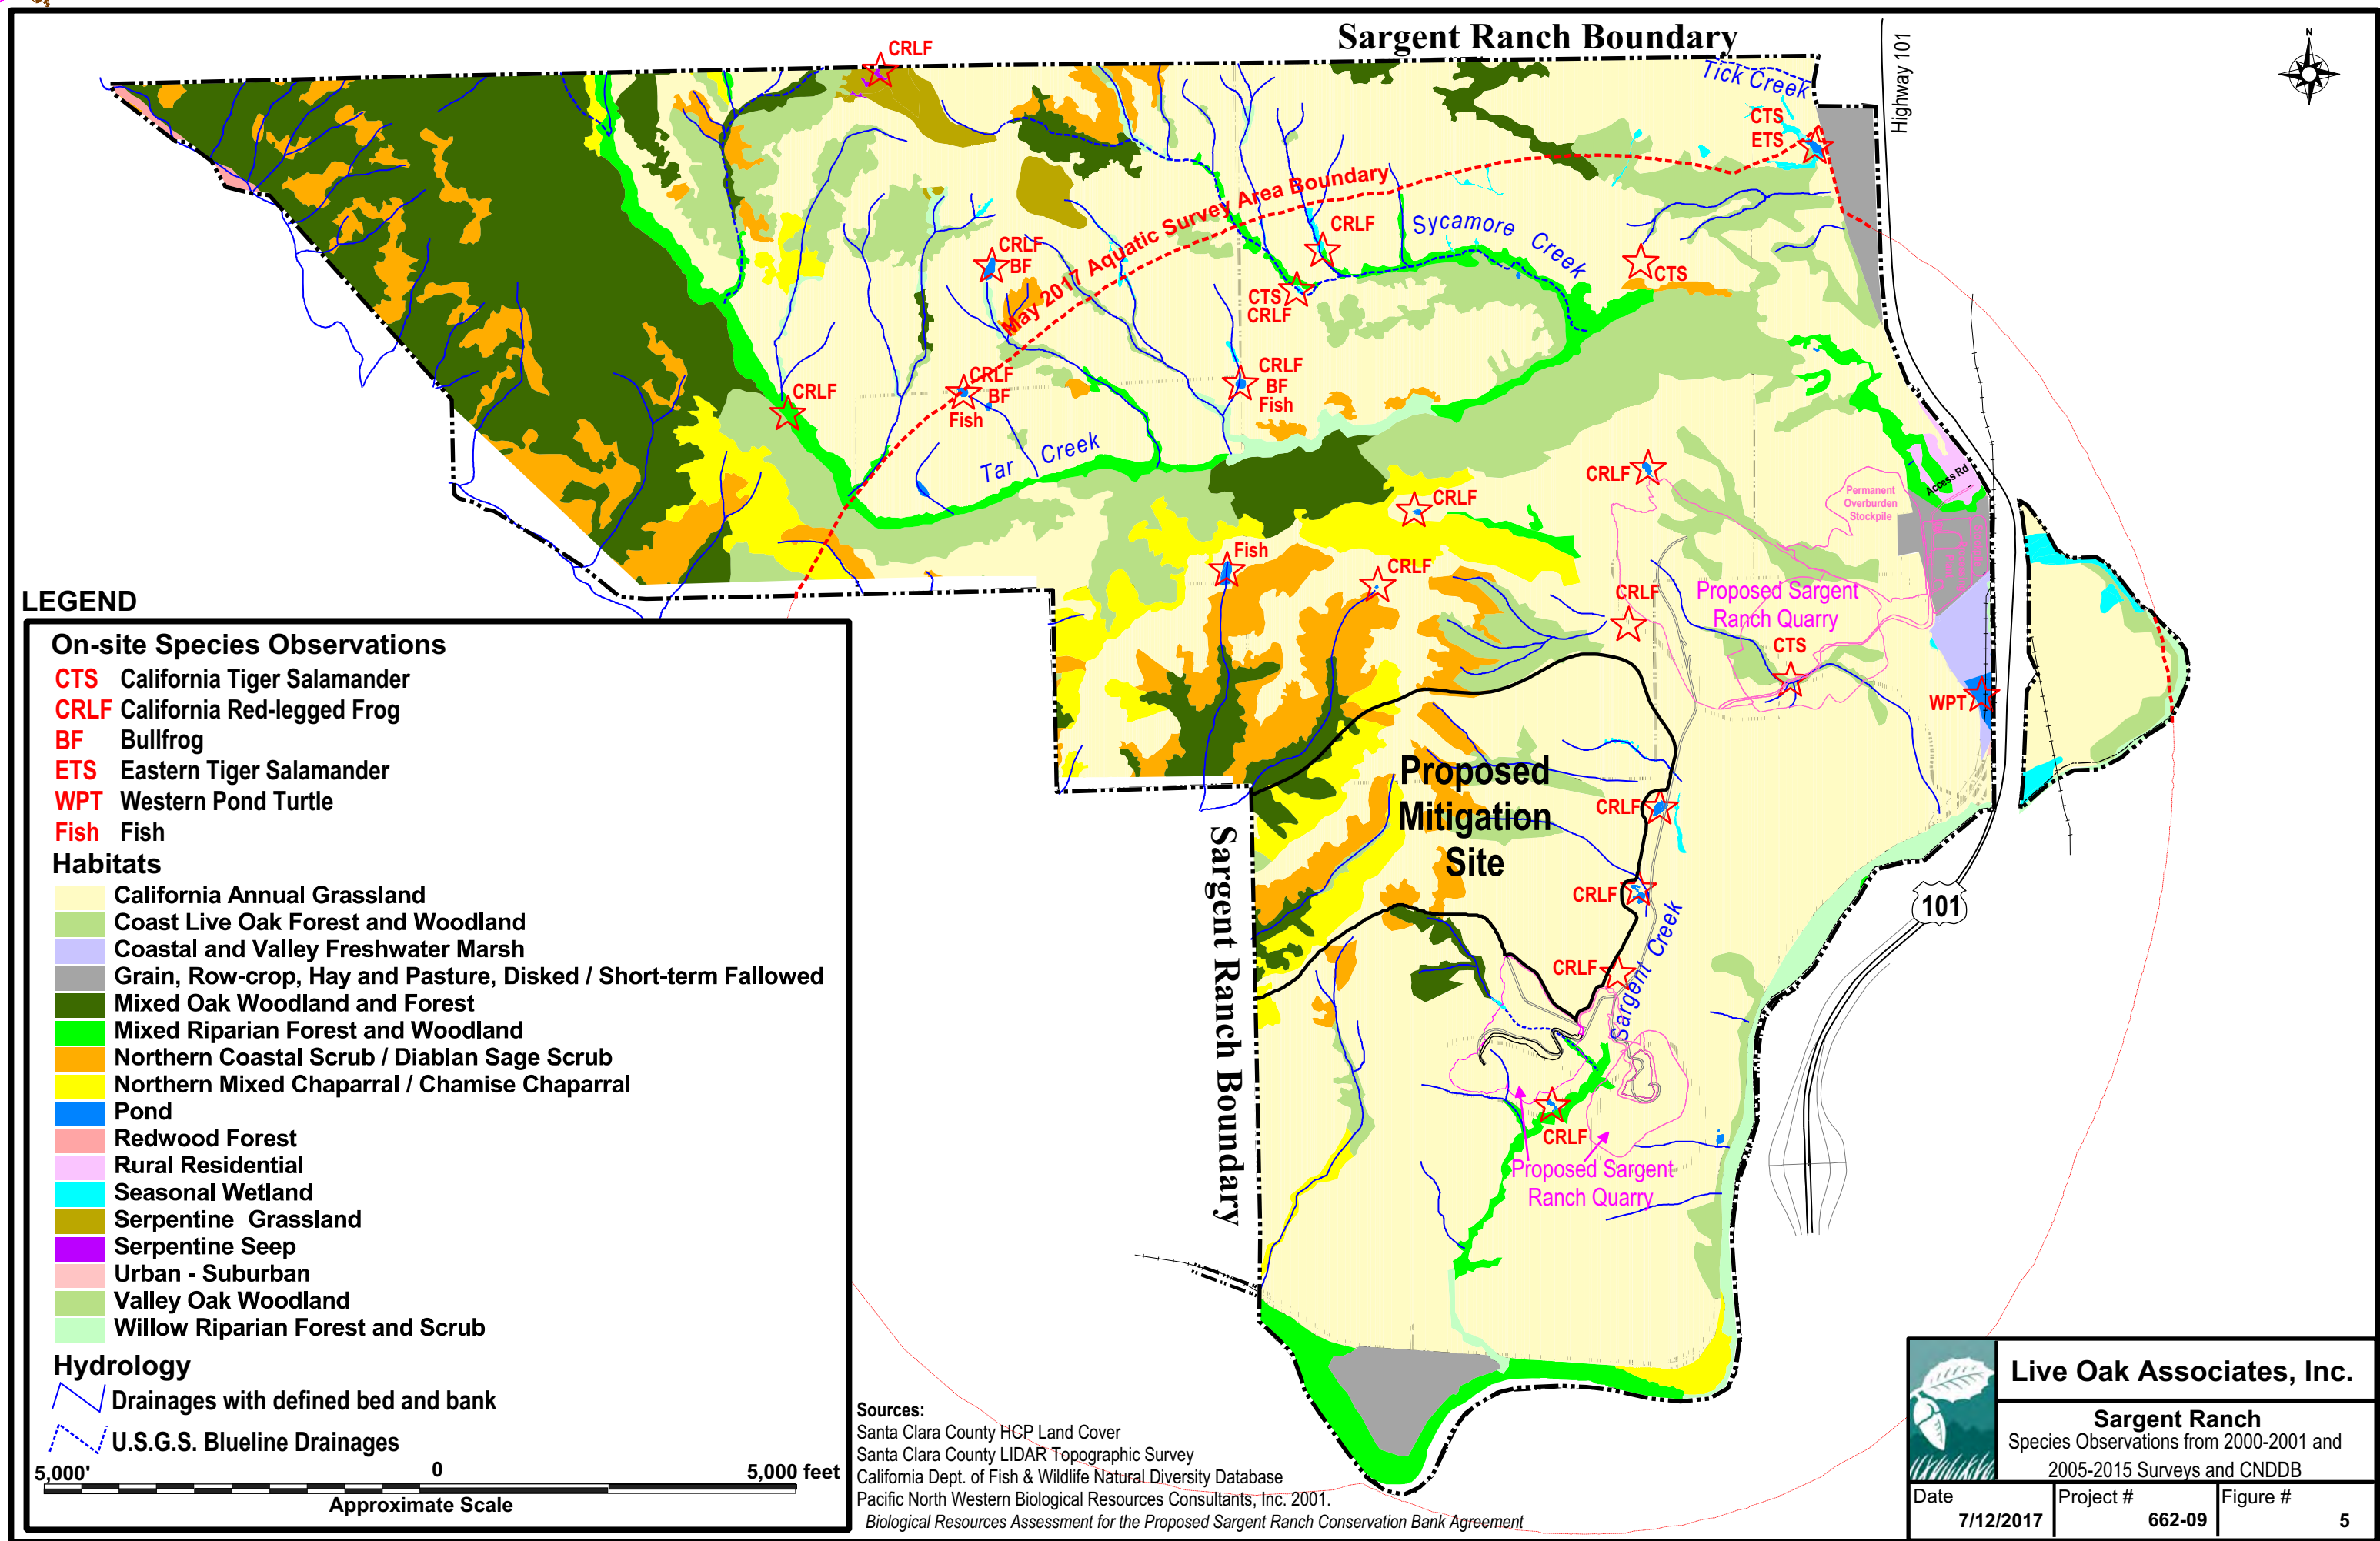 Sargent Ranch Boundary
N
CRLF
Tick Creek
Highway 101
CTS
ETS
May 2017 Aquatic Survey Area Boundary
CRLF
Sycamore Creek
CRLF
BF
CTS
CTS
CRLF
CRLF
BF
Fish
CRLF
BF
Fish
CRLF
Tar Creek
CRLF
CRLF
Permanent
Overburden
Stockpile
Access Rd
Fish
CRLF
CRLF
Proposed Sargent
Ranch Quarry
CTS
WPT
Proposed
Mitigation
Site
CRLF
CRLF
CRLF
Sargent Creek
101
Sargent Ranch Boundary
CRLF
Proposed Sargent
Ranch Quarry
LEGEND
On-site Species Observations
CTS California Tiger Salamander
CRLF California Red-legged Frog
BF Bullfrog
ETS Eastern Tiger Salamander
WPT Western Pond Turtle
Fish Fish
Habitats
California Annual Grassland
Coast Live Oak Forest and Woodland
Coastal and Valley Freshwater Marsh
Grain, Row-crop, Hay and Pasture, Disked / Short-term Fallowed
Mixed Oak Woodland and Forest
Mixed Riparian Forest and Woodland
Northern Coastal Scrub / Diablan Sage Scrub
Northern Mixed Chaparral / Chamise Chaparral
Pond
Redwood Forest
Rural Residential
Seasonal Wetland
Serpentine Grassland
Serpentine Seep
Urban - Suburban
Valley Oak Woodland
Willow Riparian Forest and Scrub
Hydrology
Drainages with defined bed and bank
U.S.G.S. Blueline Drainages
5,000' 0 5,000 feet
Approximate Scale
Sources:
Santa Clara County HCP Land Cover
Santa Clara County LIDAR Topographic Survey
California Dept. of Fish & Wildlife Natural Diversity Database
Pacific North Western Biological Resources Consultants, Inc. 2001.
Biological Resources Assessment for the Proposed Sargent Ranch Conservation Bank Agreement
Live Oak Associates, Inc.
Sargent Ranch
Species Observations from 2000-2001 and
2005-2015 Surveys and CNDDB
Date Project # Figure #
7/12/2017 662-09 5